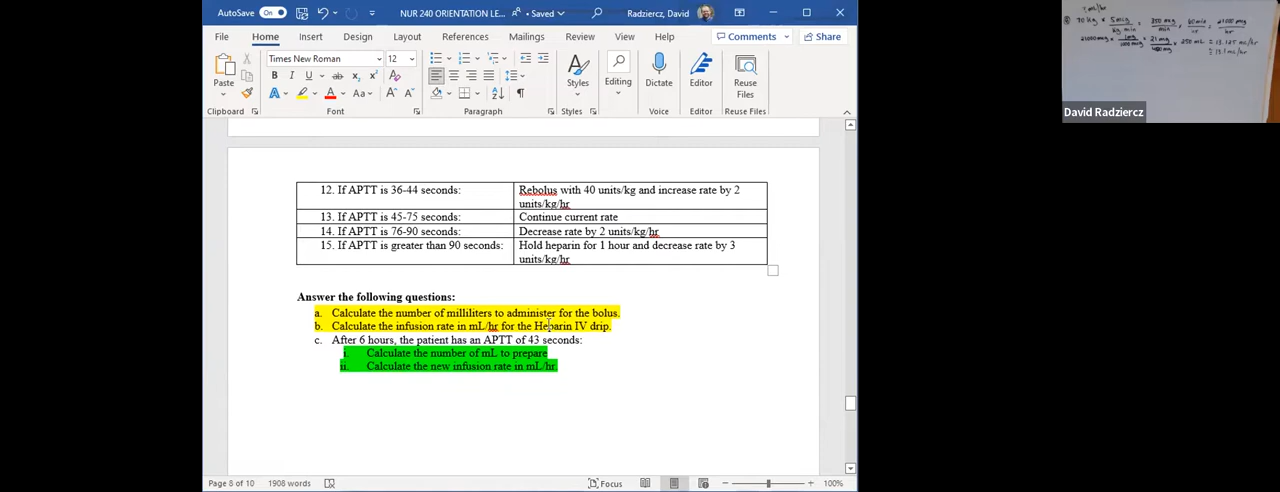 AutoSave On NUR 240 ORIENTATION LE... • Saved Radziercz, David
File Home Insert Design Layout References Mailings Review View Help Comments Share
Times New Roman 12
Paste Styles Editing Dictate Editor Reuse Files
Clipboard Font Paragraph Styles Voice Editor Reuse Files
12. If APTT is 36-44 seconds: Rebolus with 40 units/kg and increase rate by 2
units/kg/hr
13. If APTT is 45-75 seconds: Continue current rate
14. If APTT is 76-90 seconds: Decrease rate by 2 units/kg/hr
15. If APTT is greater than 90 seconds: Hold heparin for 1 hour and decrease rate by 3
units/kg/hr
Answer the following questions:
a. Calculate the number of milliliters to administer for the bolus.
b. Calculate the infusion rate in mL/hr for the Heparin IV drip.
c. After 6 hours, the patient has an APTT of 43 seconds:
i. Calculate the number of mL to prepare
ii. Calculate the new infusion rate in mL/hr.
Page 8 of 10 1908 words Focus 100%
David Radziercz